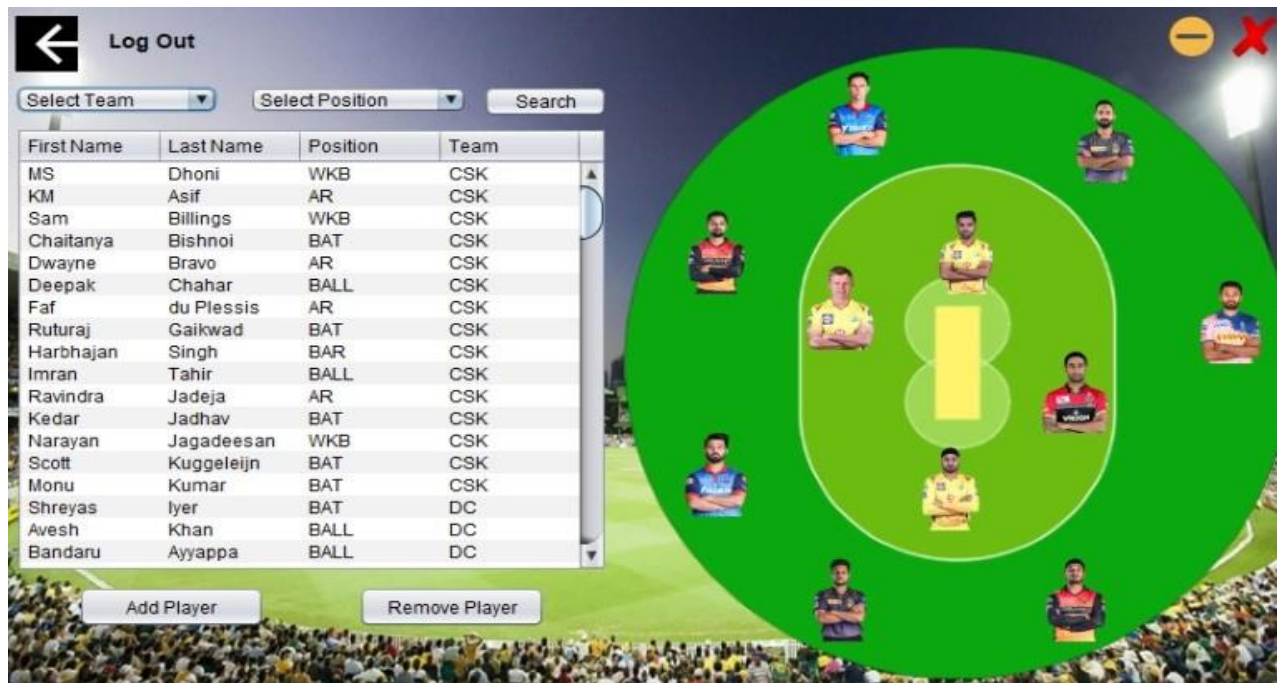 Log Out
Select Team Select Position Search
First Name Last Name Position Team
MS Dhoni WKB CSK
KM Asif AR CSK
Sam Billings WKB CSK
Chaitanya Bishnoi BAT CSK
Dwayne Bravo AR CSK
Deepak Chahar BALL CSK
Faf du Plessis AR CSK
Ruturaj Gaikwad BAT CSK
Harbhajan Singh BAR CSK
Imran Tahir BALL CSK
Ravindra Jadeja AR CSK
Kedar Jadhav BAT CSK
Narayan Jagadeesan WKB CSK
Scott Kuggeleijn BAT CSK
Monu Kumar BAT CSK
Shreyas Iyer BAT DC
Avesh Khan BALL DC
Bandaru Ayyappa BALL DC
Add Player Remove Player